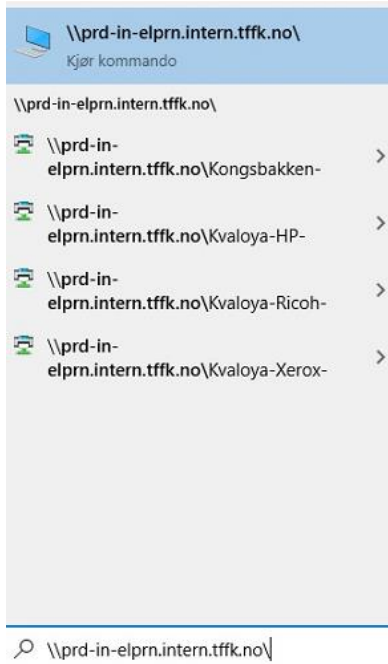 \\prd-in-elprn.intern.tffk.no\
Kjør kommando
\\prd-in-elprn.intern.tffk.no\
\\prd-in-
elprn.intern.tffk.no\Kongsbakken-
\\prd-in-
elprn.intern.tffk.no\Kvaloya-HP-
\\prd-in-
elprn.intern.tffk.no\Kvaloya-Ricoh-
\\prd-in-
elprn.intern.tffk.no\Kvaloya-Xerox-
\\prd-in-elprn.intern.tffk.no\